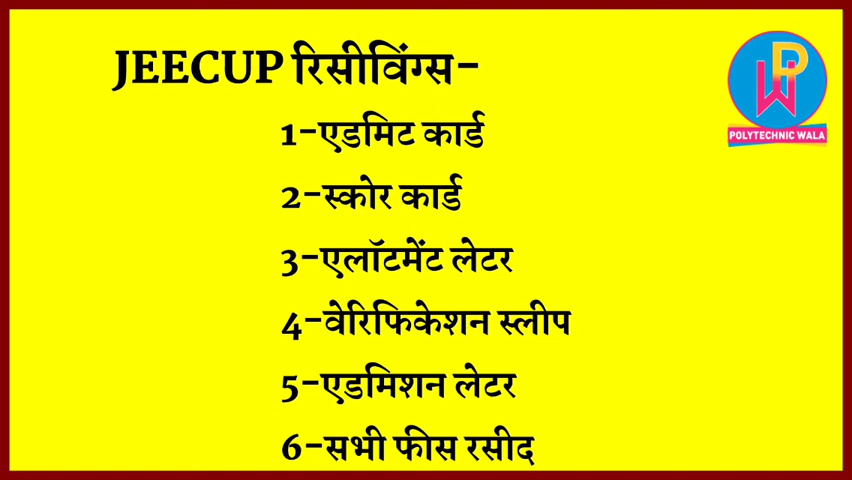 JEECUP रिसीविंग्स-
1-एडमिट कार्ड
2-स्कोर कार्ड
3-एलॉटमेंट लेटर
4-वेरिफिकेशन स्लीप
5-एडमिशन लेटर
6-सभी फीस रसीद
PW
POLYTECHNIC WALA